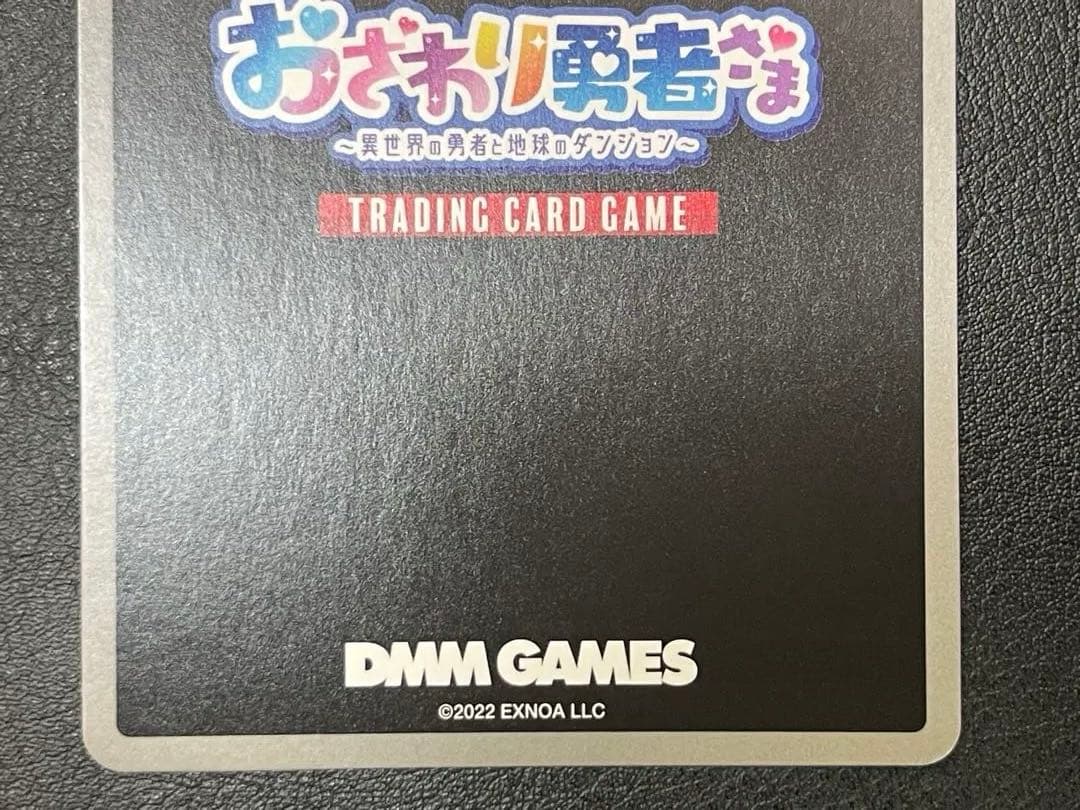 おさわり勇者さま
～異世界の勇者と地球のダンジョン～
TRADING CARD GAME
DMM GAMES
©2022 EXNOA LLC